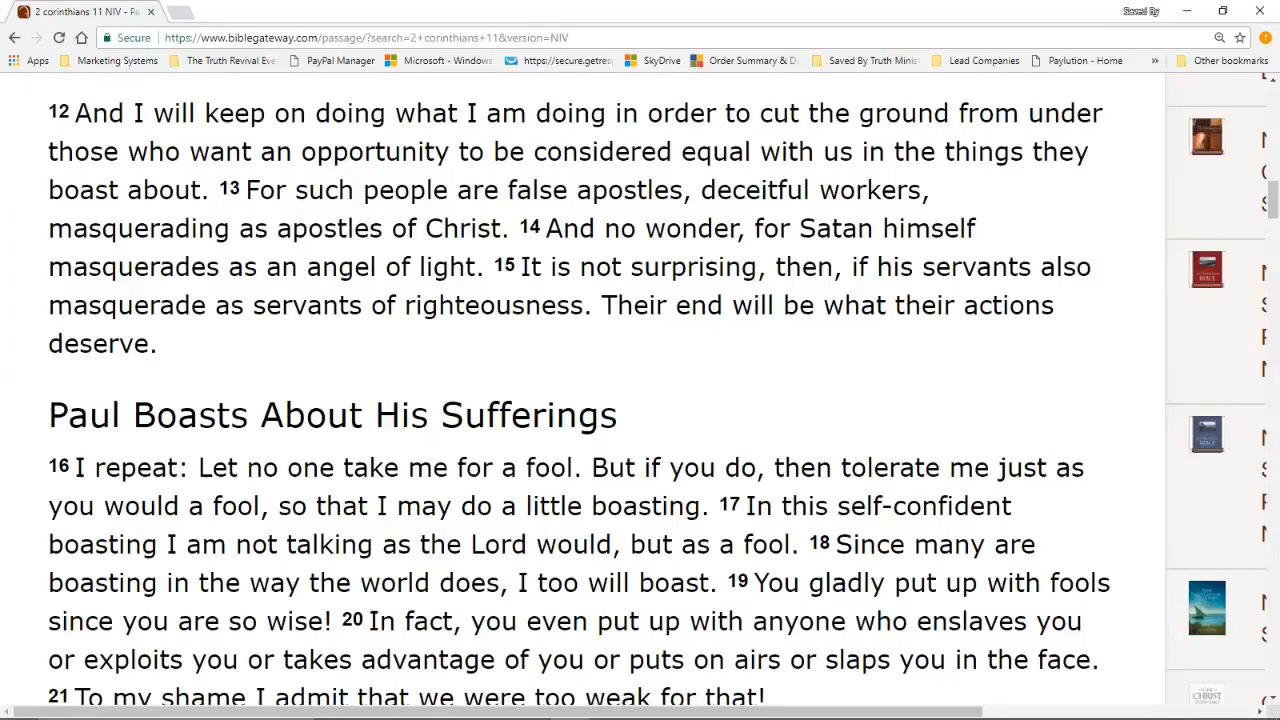 2 corinthians 11 NIV - Pa
Saved By
Secure https://www.biblegateway.com/passage/?search=2+corinthians+11&version=NIV
Apps Marketing Systems The Truth Revival Eve PayPal Manager Microsoft - Windows https://secure.getres SkyDrive Order Summary & D Saved By Truth Minis Lead Companies Paylution - Home » Other bookmarks
12 And I will keep on doing what I am doing in order to cut the ground from under
those who want an opportunity to be considered equal with us in the things they
boast about. 13 For such people are false apostles, deceitful workers,
masquerading as apostles of Christ. 14 And no wonder, for Satan himself
masquerades as an angel of light. 15 It is not surprising, then, if his servants also
masquerade as servants of righteousness. Their end will be what their actions
deserve.
Paul Boasts About His Sufferings
16 I repeat: Let no one take me for a fool. But if you do, then tolerate me just as
you would a fool, so that I may do a little boasting. 17 In this self-confident
boasting I am not talking as the Lord would, but as a fool. 18 Since many are
boasting in the way the world does, I too will boast. 19 You gladly put up with fools
since you are so wise! 20 In fact, you even put up with anyone who enslaves you
or exploits you or takes advantage of you or puts on airs or slaps you in the face.
21 To my shame I admit that we were too weak for that!